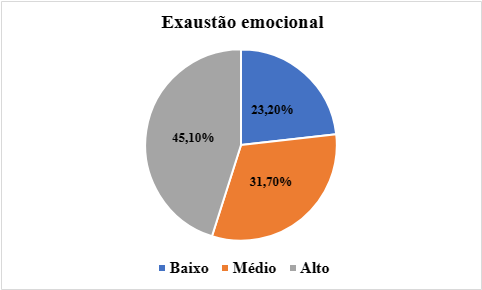 Exaustão emocional
23,20%
45,10%
31,70%
Baixo Médio Alto